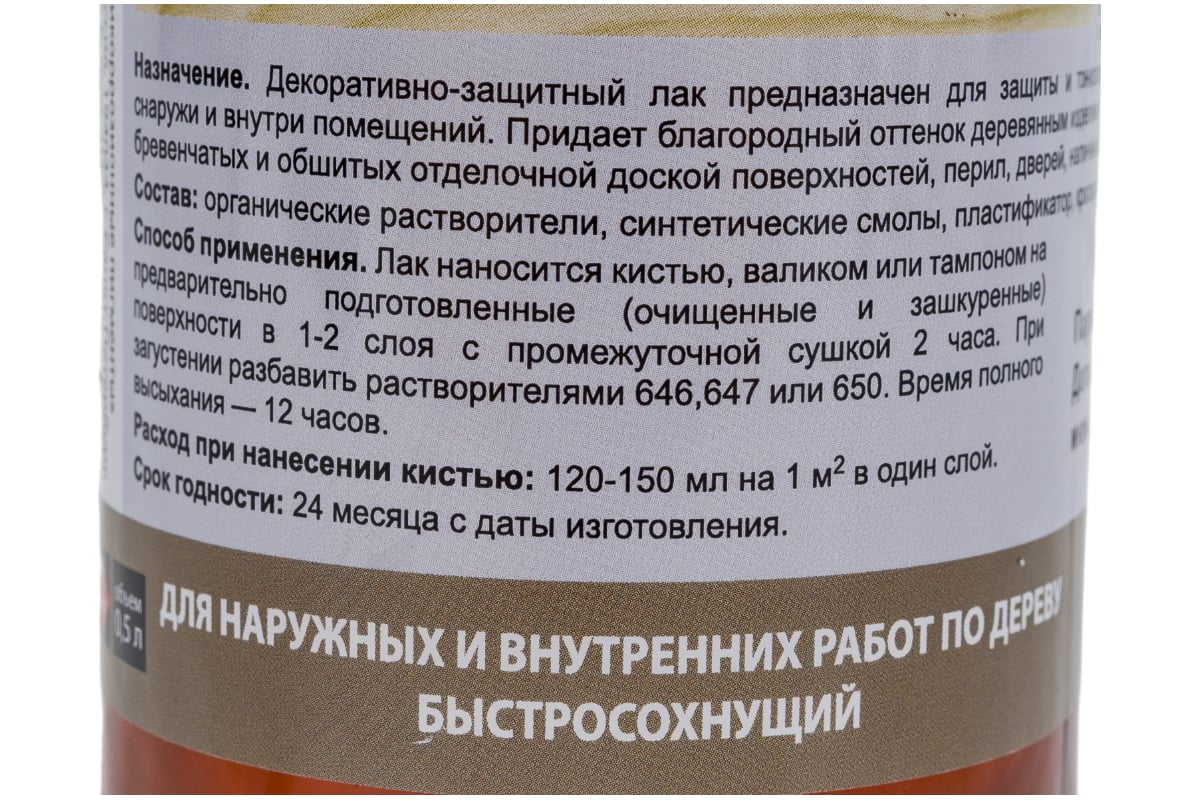 Назначение. Декоративно-защитный лак предназначен для защиты и
снаружи и внутри помещений. Придает благородный оттенок деревянным
бревенчатых и обшитых отделочной доской поверхностей, перил, дверей,
Состав: органические растворители, синтетические смолы, пластификатор,
Способ применения. Лак наносится кистью, валиком или тампоном на
предварительно подготовленные (очищенные и зашкуренные)
поверхности в 1-2 слоя с промежуточной сушкой 2 часа. При
загустении разбавить растворителями 646,647 или 650. Время полного
высыхания — 12 часов.
Расход при нанесении кистью: 120-150 мл на 1 м² в один слой.
Срок годности: 24 месяца с даты изготовления.
объем
0,5 л
ДЛЯ НАРУЖНЫХ И ВНУТРЕННИХ РАБОТ ПО ДЕРЕВУ
БЫСТРОСОХНУЩИЙ